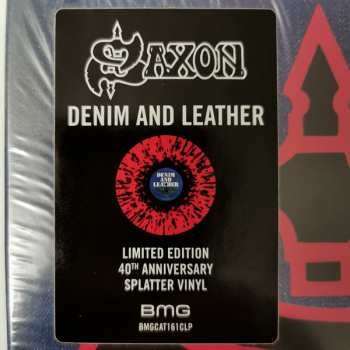 SAXON
DENIM AND LEATHER
DENIM
AND
LEATHER
LIMITED EDITION
40TH ANNIVERSARY
SPLATTER VINYL
BMG
BMGCAT161CLP